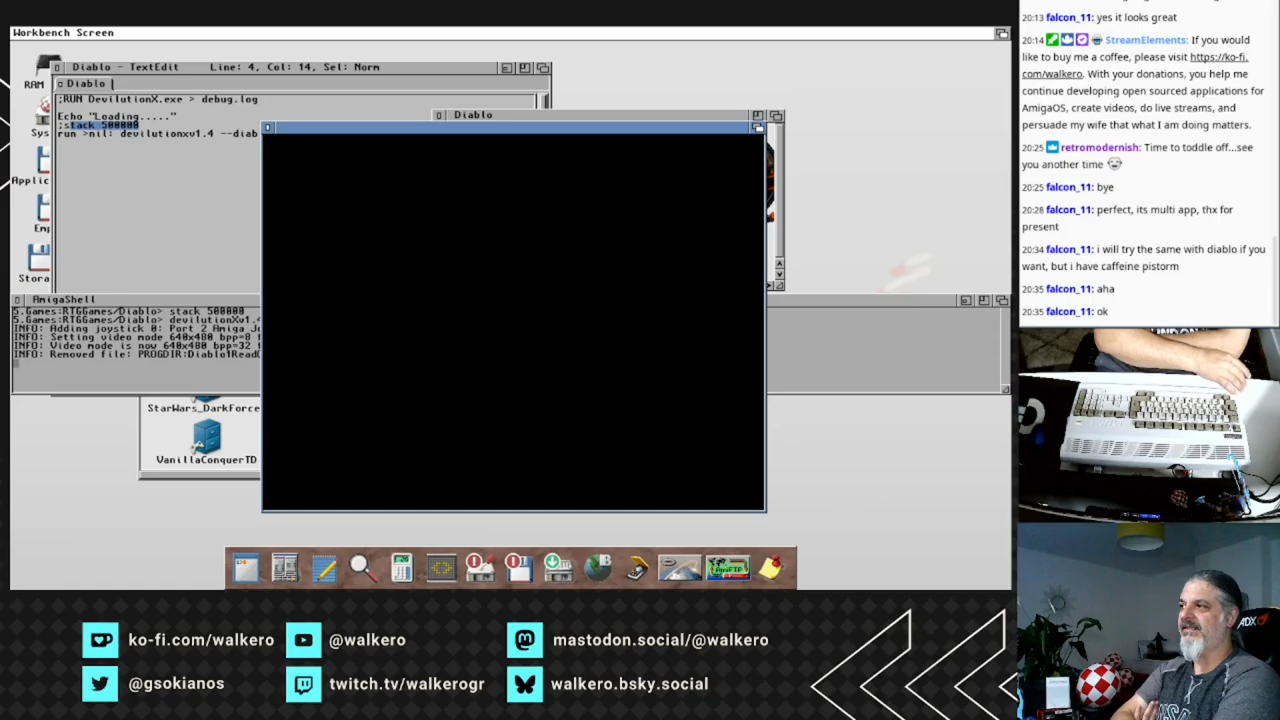 Workbench Screen
RAM
Diablo - TextEdit Line: 4, Col: 14, Sel: Norm
Diablo
;RUN DevilutionX.exe > debug.log
Echo "Loading....."
;stack 500000
run >nil: devilutionxv1.4 --diab
Diablo
Sys
Applic
Emp
Stora
AmigaShell
5.Games:RTGGames/Diablo> stack 500000
5.Games:RTGGames/Diablo> devilutionXv1.4
INFO: Adding joystick 0: Port 2 Amiga Jo
INFO: Setting video mode 640x480 bpp=8 f
INFO: Video mode is now 640x480 bpp=32 f
INFO: Removed file: PROGDIR:Diablo1ReadO
StarWars_DarkForce
VanillaConquerTD
AmiFTP
20:13 falcon_11: yes it looks great
20:14 StreamElements: If you would
like to buy me a coffee, please visit https://ko-fi.
com/walkero. With your donations, you help me
continue developing open sourced applications for
AmigaOS, create videos, do live streams, and
persuade my wife that what I am doing matters.
20:25 retromodernish: Time to toddle off...see
you another time
20:25 falcon_11: bye
20:28 falcon_11: perfect, its multi app, thx for
present
20:34 falcon_11: i will try the same with diablo if you
want, but i have caffeine pistorm
20:35 falcon_11: aha
20:35 falcon_11: ok
ADX
ko-fi.com/walkero
@walkero
mastodon.social/@walkero
@gsokianos
twitch.tv/walkerogr
walkero.bsky.social